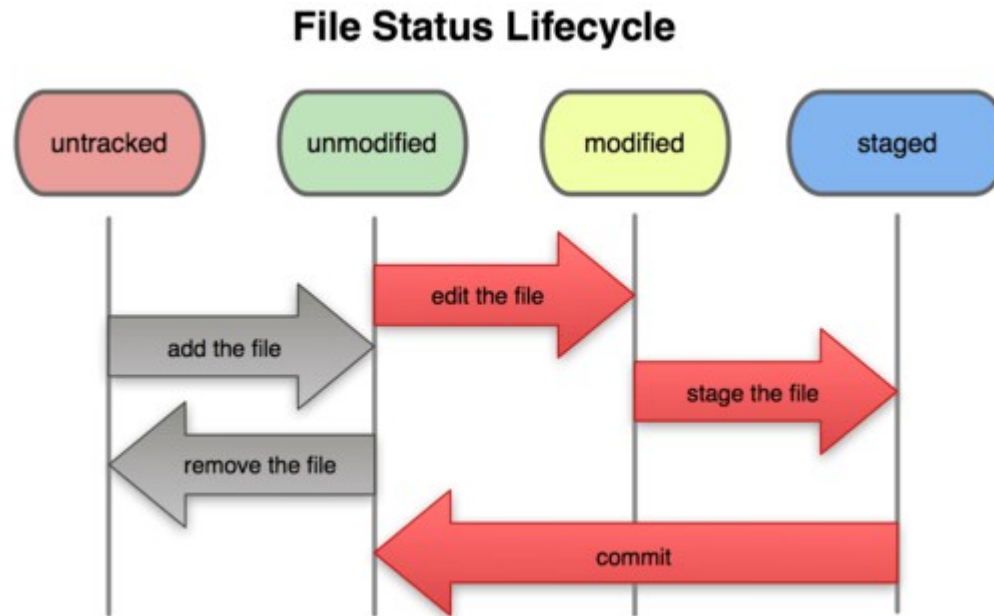 File Status Lifecycle
untracked
unmodified
modified
staged
edit the file
add the file
stage the file
remove the file
commit